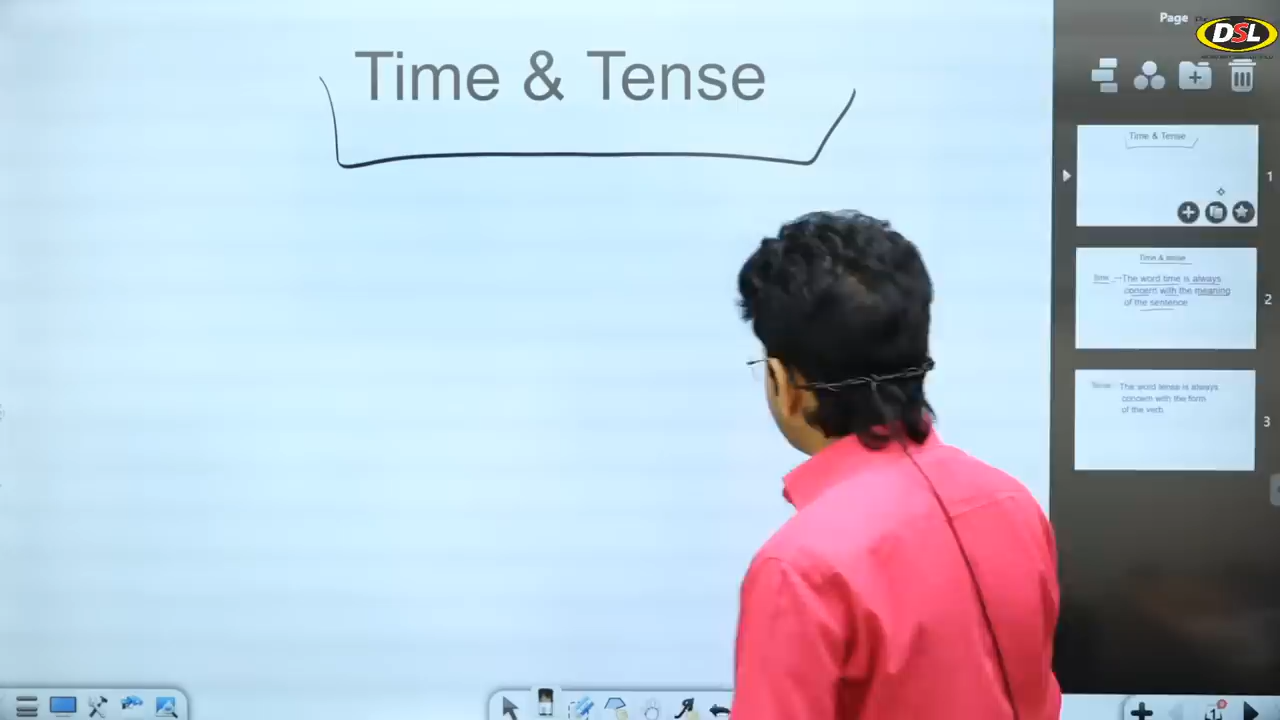 Time & Tense
Page
DSL
Time & Tense
1
Time & tense
time → The word time is always
concern with the meaning
of the sentence
2
Tense: The word tense is always
concern with the form
of the verb.
3
1